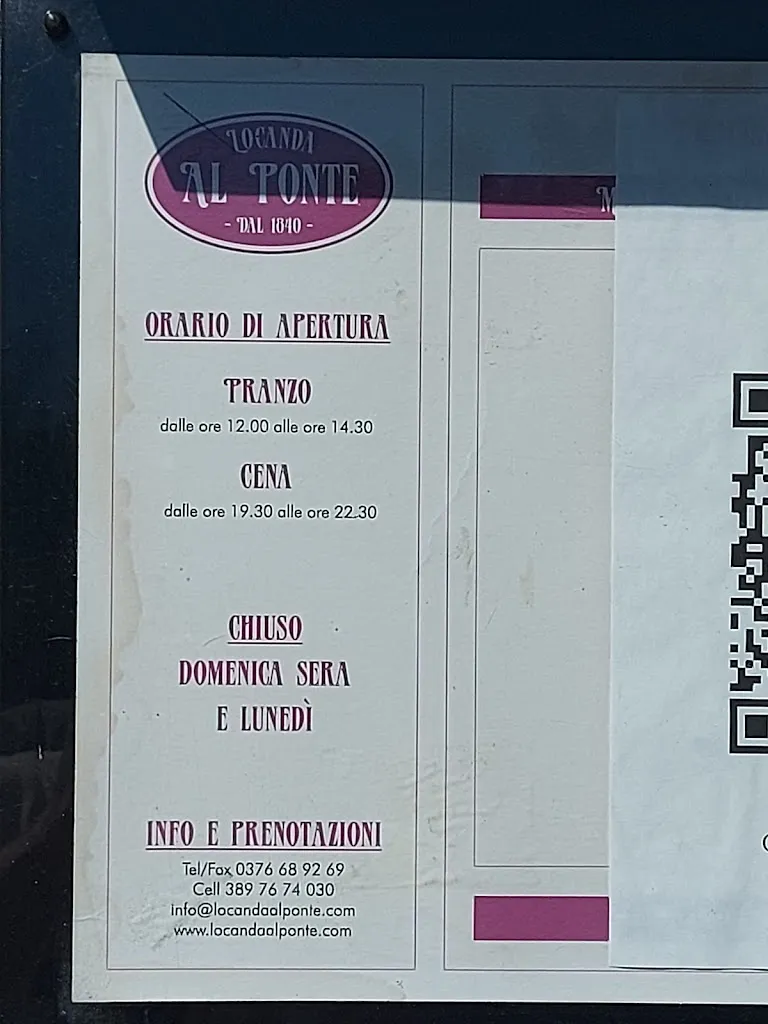 LOCANDA
AL PONTE
- DAL 1840 -
ORARIO DI APERTURA
PRANZO
dalle ore 12.00 alle ore 14.30
CENA
dalle ore 19.30 alle ore 22.30
CHIUSO
DOMENICA SERA
E LUNEDÌ
INFO E PRENOTAZIONI
Tel/Fax 0376 68 92 69
Cell 389 76 74 030
info@locandaalponte.com
www.locandaalponte.com
M